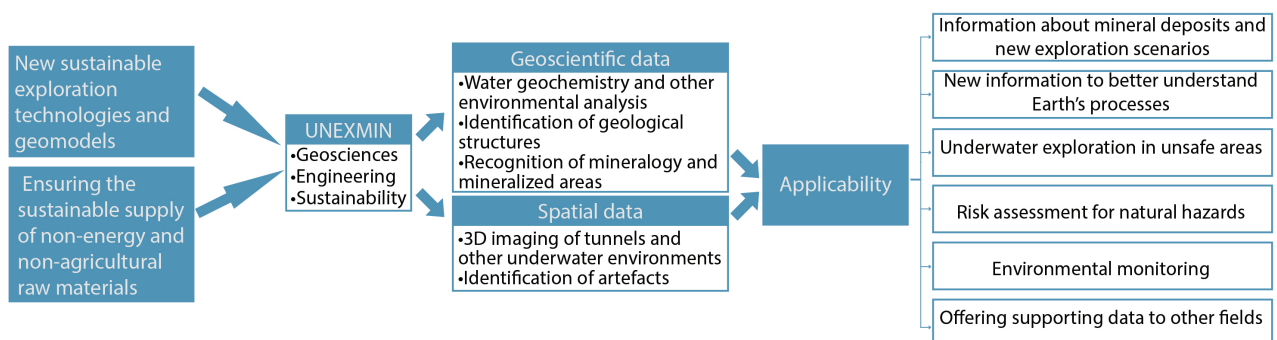 New sustainable
exploration
technologies and
geomodels
Ensuring the
sustainable supply
of non-energy and
non-agricultural
raw materials
UNEXMIN
•Geosciences
•Engineering
•Sustainability
Geoscientific data
•Water geochemistry and other
environmental analysis
•Identification of geological
structures
•Recognition of mineralogy and
mineralized areas
Spatial data
•3D imaging of tunnels and
other underwater environments
•Identification of artefacts
Applicability
Information about mineral deposits and
new exploration scenarios
New information to better understand
Earth’s processes
Underwater exploration in unsafe areas
Risk assessment for natural hazards
Environmental monitoring
Offering supporting data to other fields